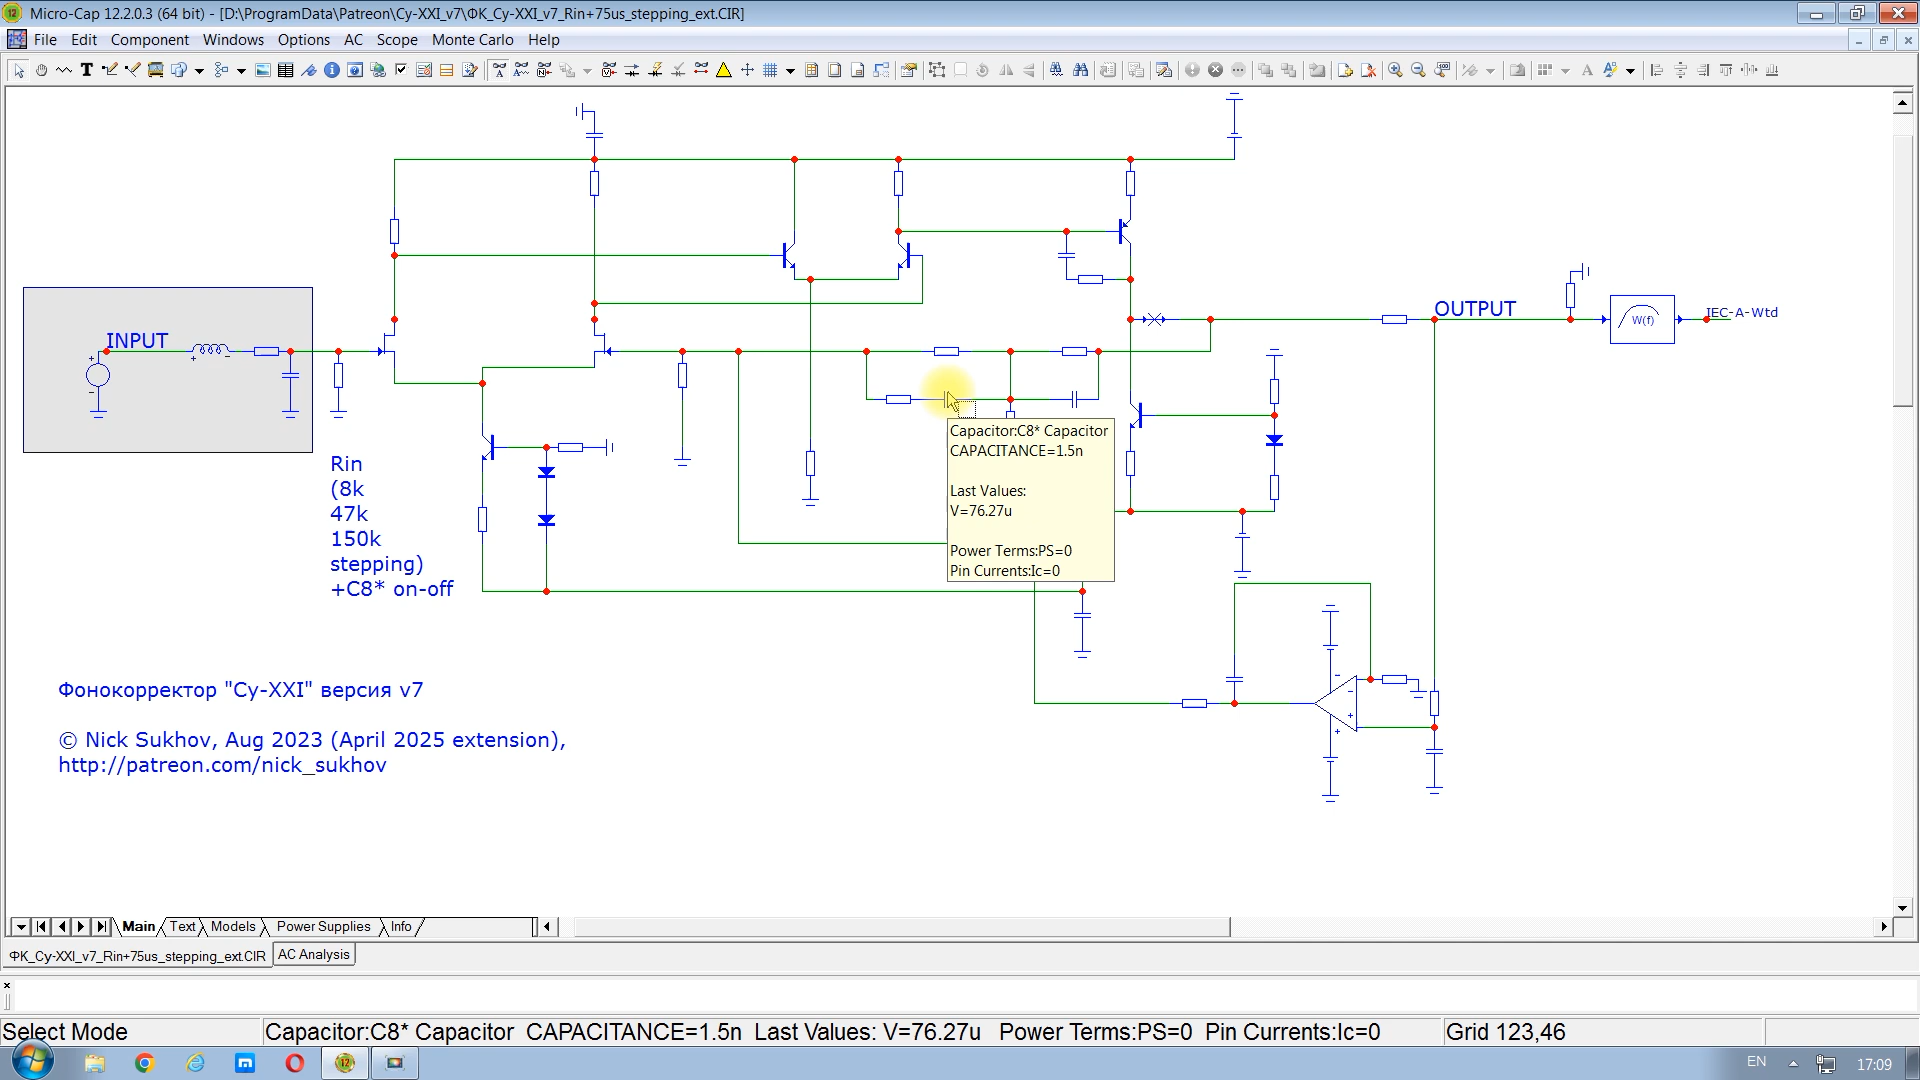 Micro-Cap 12.2.0.3 (64 bit) - [D:\ProgramData\Patreon\Cy-XXI_v7\ФK_Cy-XXI_v7_Rin+75us_stepping_ext.CIR]
File Edit Component Windows Options AC Scope Monte Carlo Help
INPUT
OUTPUT
W(f)
IEC-A-Wtd
Rin
(8k
47k
150k
stepping)
+C8* on-off
Capacitor:C8* Capacitor
CAPACITANCE=1.5n
Last Values:
V=76.27u
Power Terms:PS=0
Pin Currents:Ic=0
Фонокорректор "Су-XXI" версия v7
© Nick Sukhov, Aug 2023 (April 2025 extension),
http://patreon.com/nick_sukhov
Main Text Models Power Supplies Info
ФK_Cy-XXI_v7_Rin+75us_stepping_ext.CIR AC Analysis
Select Mode Capacitor:C8* Capacitor CAPACITANCE=1.5n Last Values: V=76.27u Power Terms:PS=0 Pin Currents:Ic=0 Grid 123,46
EN 17:09